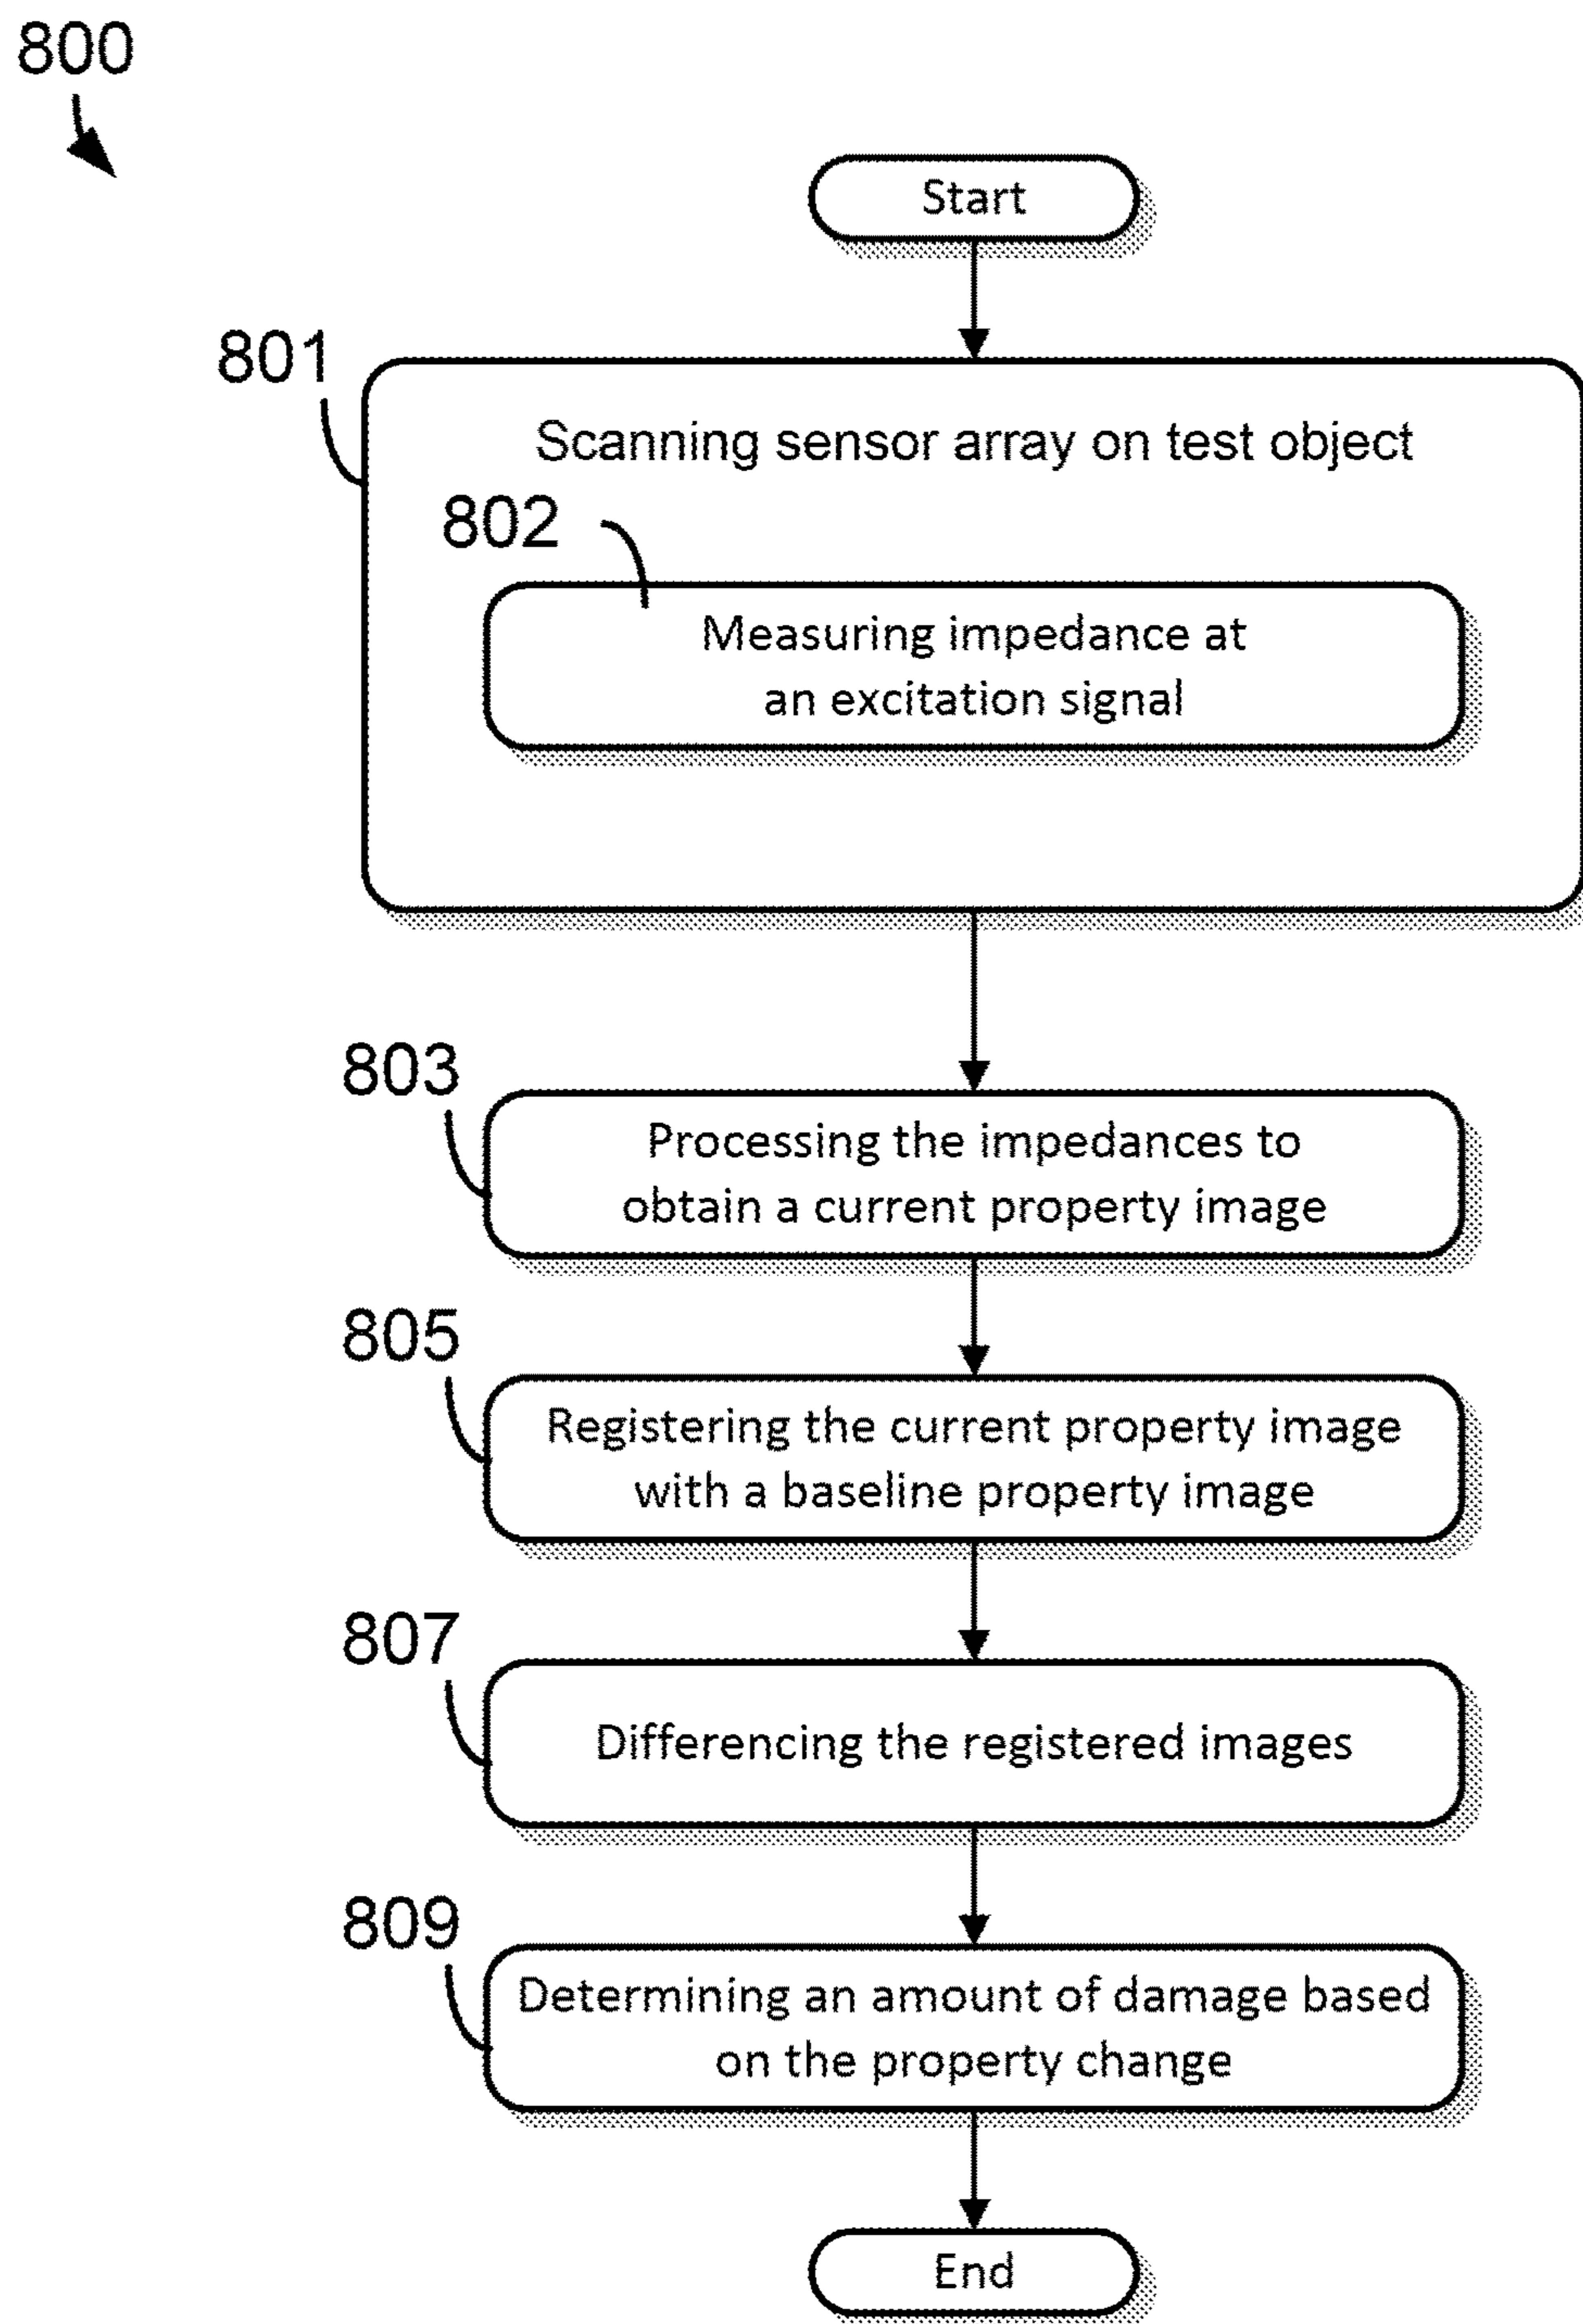 800
Start
801
Scanning sensor array on test object
802
Measuring impedance at
an excitation signal
803
Processing the impedances to
obtain a current property image
805
Registering the current property image
with a baseline property image
807
Differencing the registered images
809
Determining an amount of damage based
on the property change
End